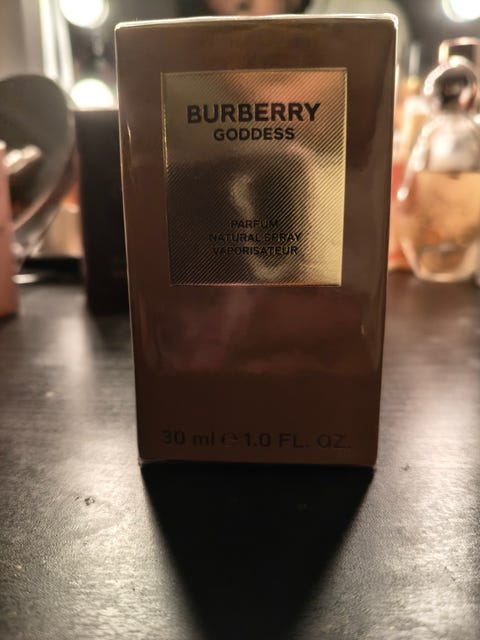 BURBERRY
GODDESS
PARFUM
NATURAL SPRAY
VAPORISATEUR
30 ml ℮ 1.0 FL. OZ.